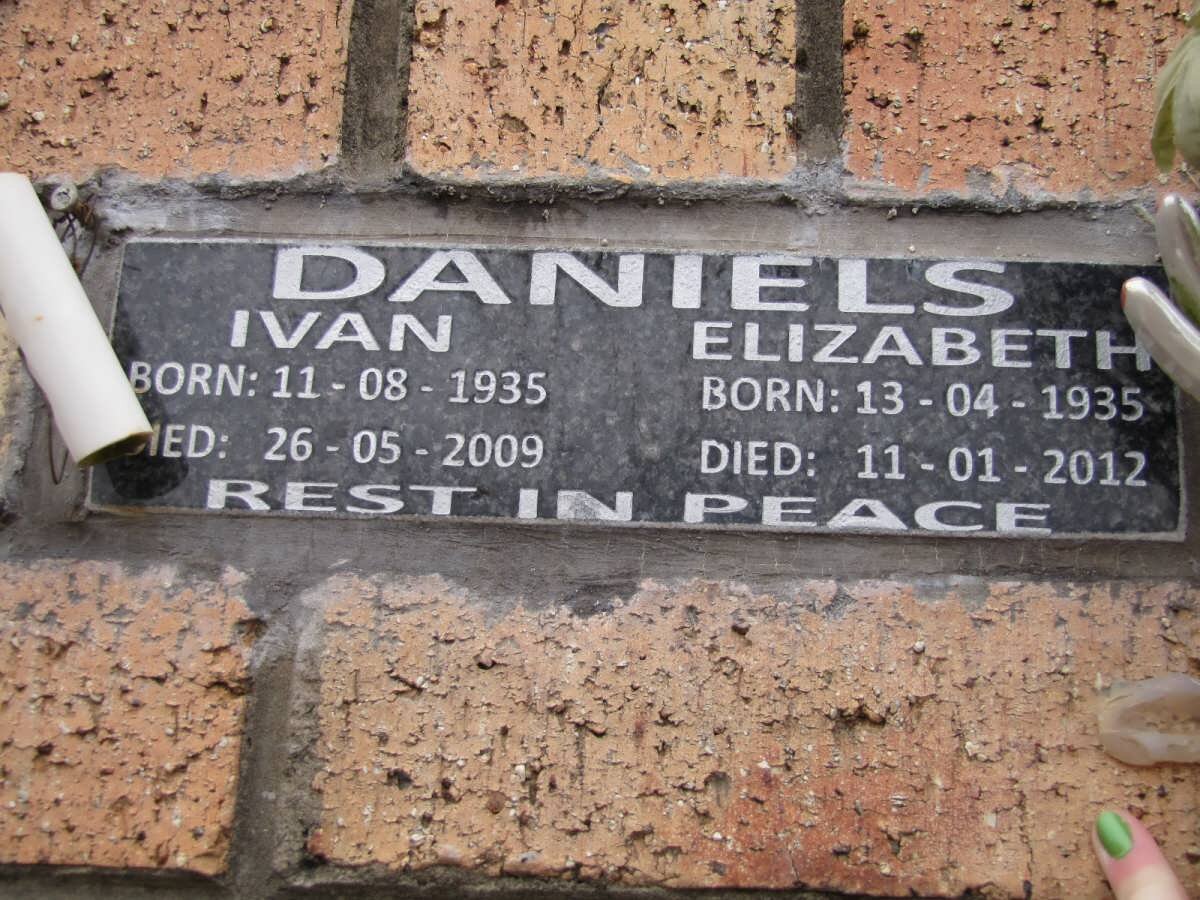 DANIELS
IVAN ELIZABETH
BORN: 11 - 08 - 1935 BORN: 13 - 04 - 1935
DIED: 26 - 05 - 2009 DIED: 11 - 01 - 2012
REST IN PEACE